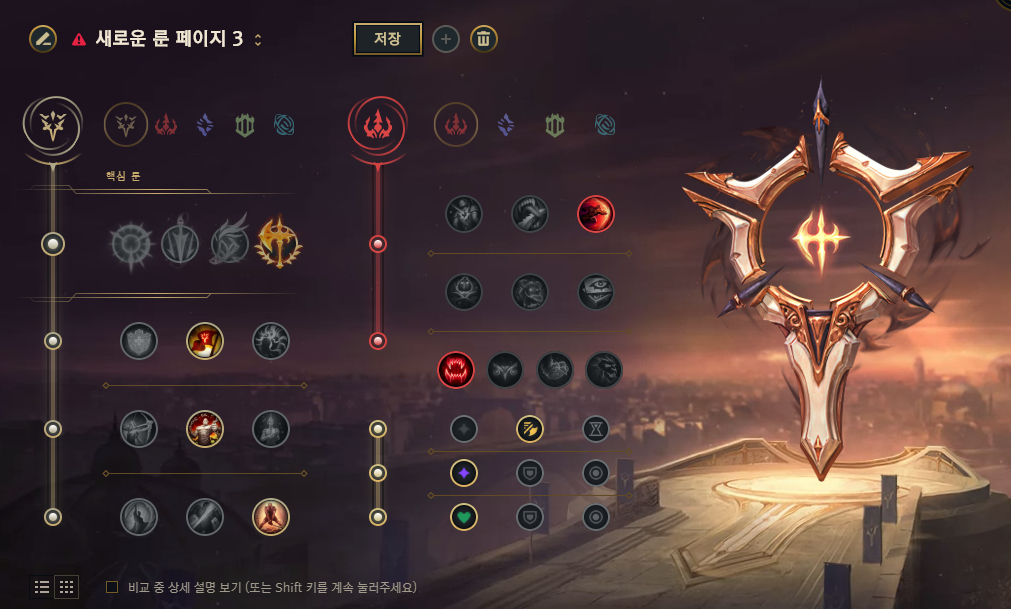 새로운 룬 페이지 3
저장
핵심 룬
비교 중 상세 설명 보기 (또는 Shift 키를 계속 눌러주세요)